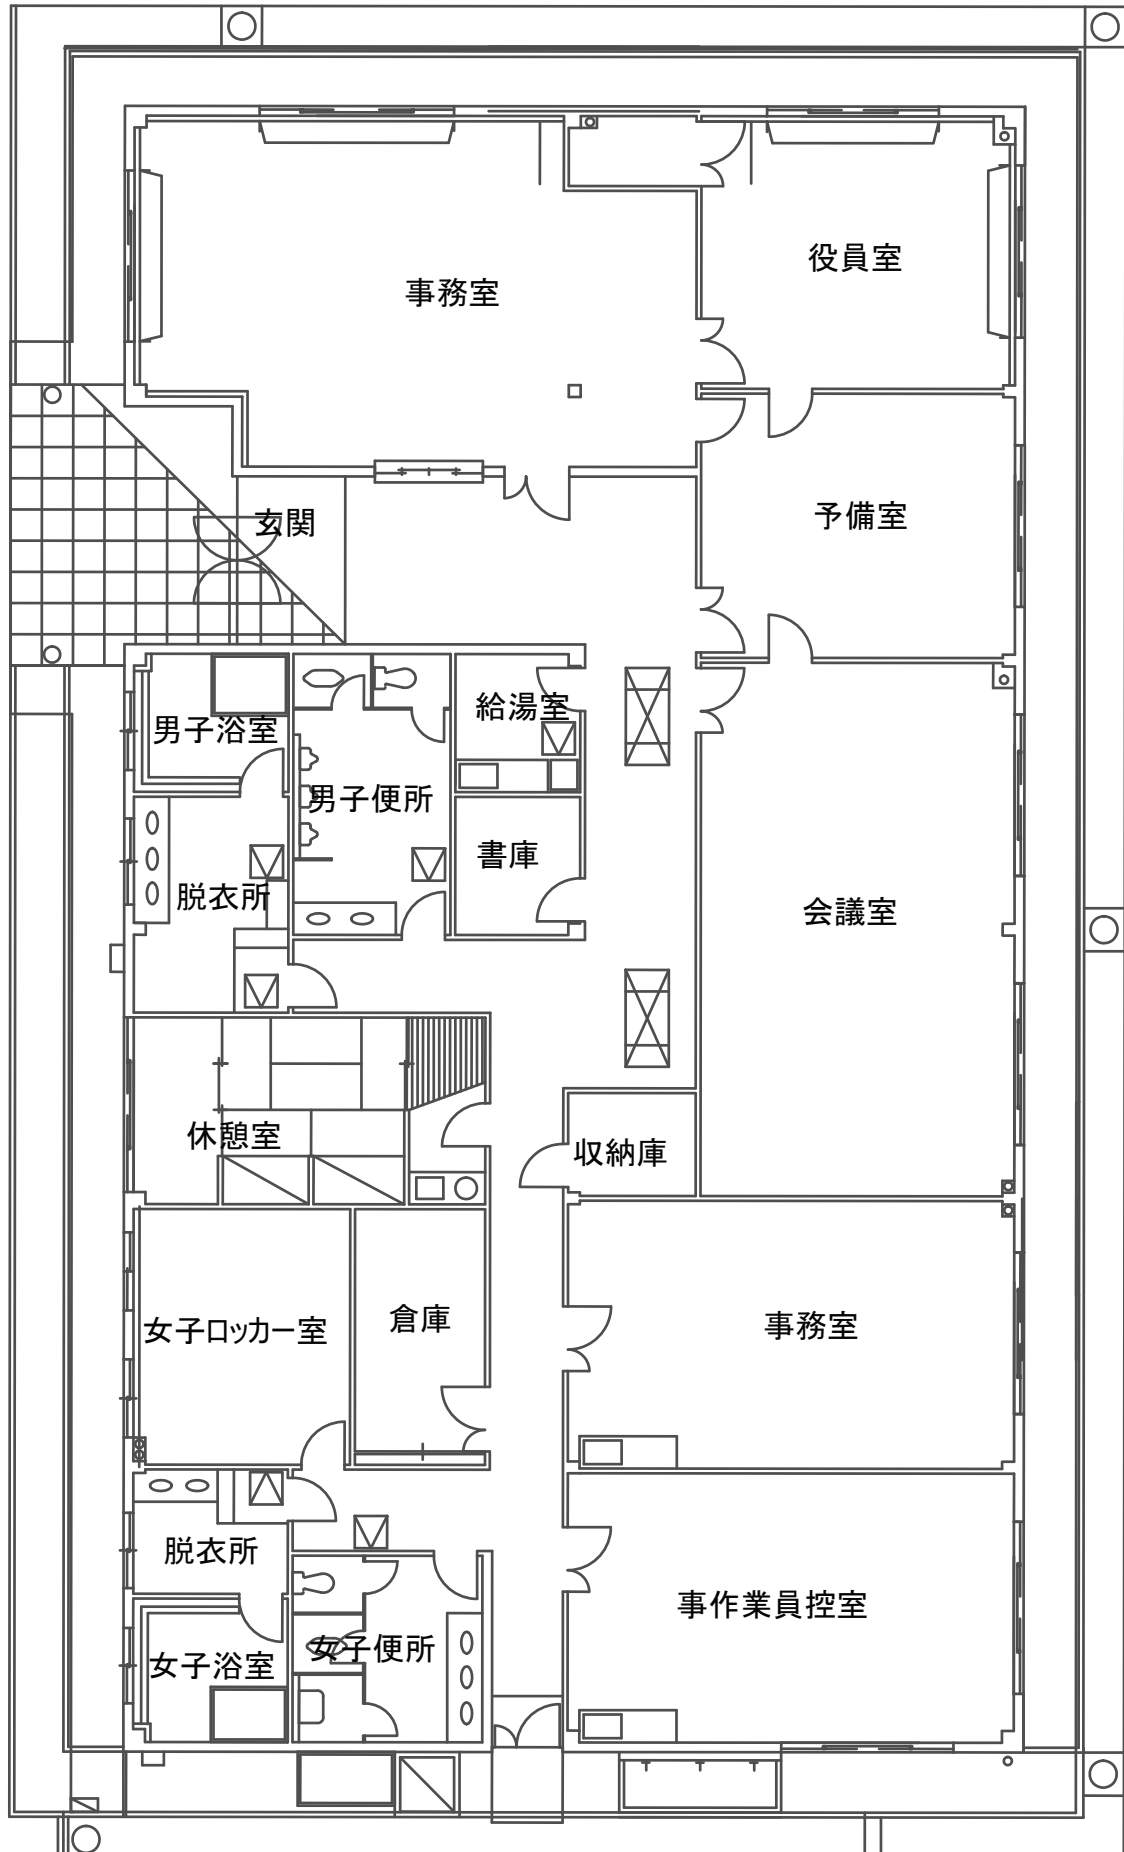 役員室
事務室
玄関
予備室
給湯室
男子浴室
男子便所
書庫
脱衣所
会議室
休憩室
収納庫
女子ロッカー室
倉庫
事務室
脱衣所
事作業員控室
女子便所
女子浴室